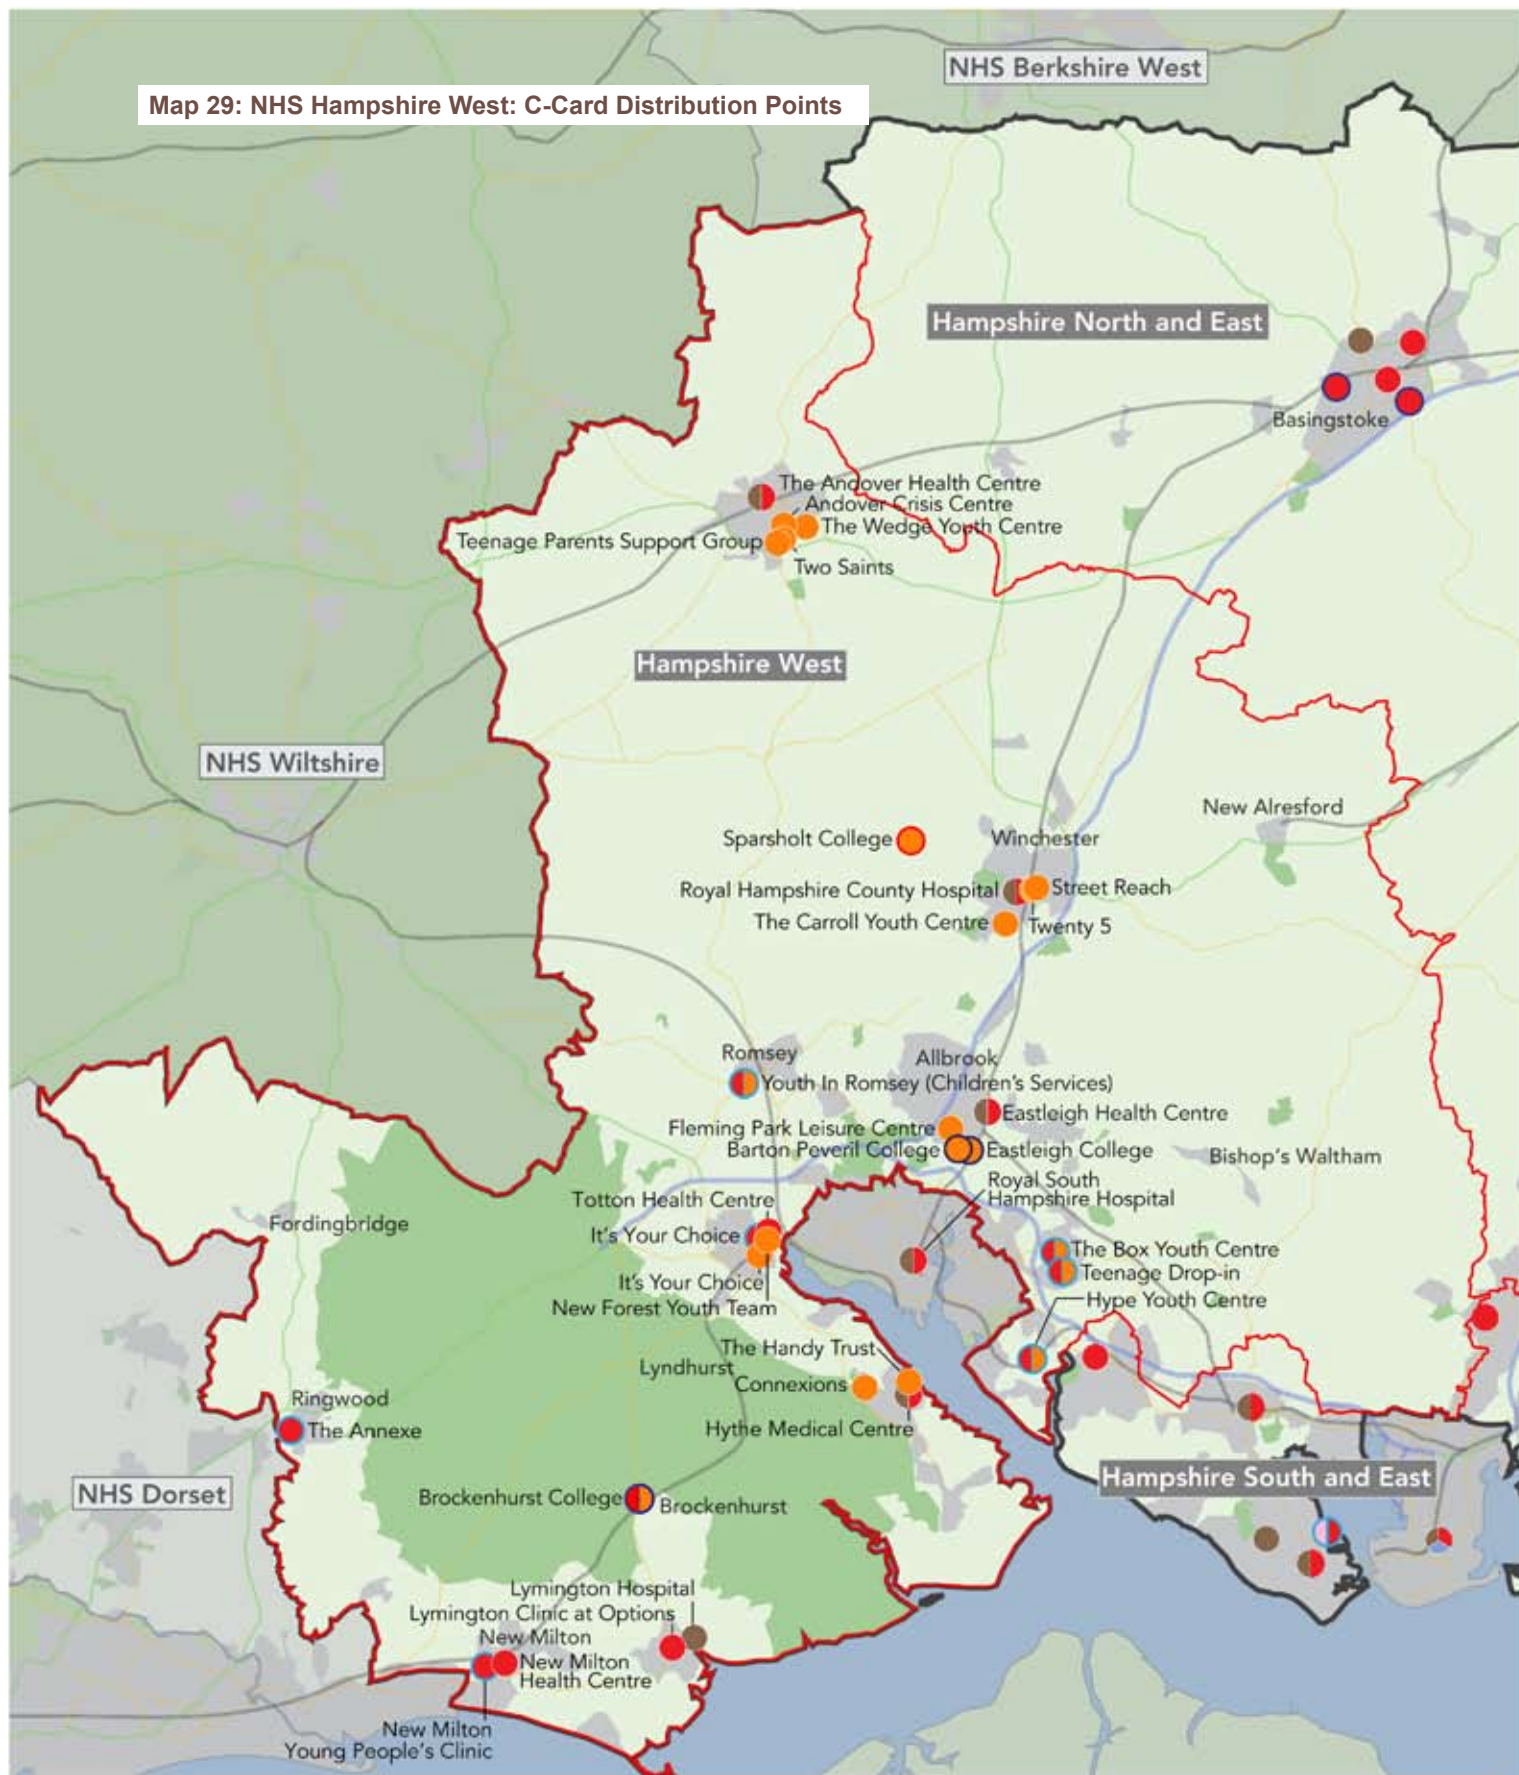 NHS Berkshire West
Map 29: NHS Hampshire West: C-Card Distribution Points
Hampshire North and East
Basingstoke
The Andover Health Centre
Andover Crisis Centre
The Wedge Youth Centre
Teenage Parents Support Group
Two Saints
Hampshire West
NHS Wiltshire
New Alresford
Sparsholt College
Winchester
Royal Hampshire County Hospital
Street Reach
The Carroll Youth Centre
Twenty 5
Romsey
Allbrook
Youth In Romsey (Children's Services)
Eastleigh Health Centre
Fleming Park Leisure Centre
Barton Peveril College
Eastleigh College
Bishop's Waltham
Royal South
Hampshire Hospital
Totton Health Centre
Fordingbridge
It's Your Choice
The Box Youth Centre
Teenage Drop-in
It's Your Choice
Hype Youth Centre
New Forest Youth Team
The Handy Trust
Lyndhurst
Connexions
Ringwood
The Annexe
Hythe Medical Centre
Hampshire South and East
NHS Dorset
Brockenhurst College
Brockenhurst
Lymington Hospital
Lymington Clinic at Options
New Milton
New Milton
Health Centre
New Milton
Young People's Clinic